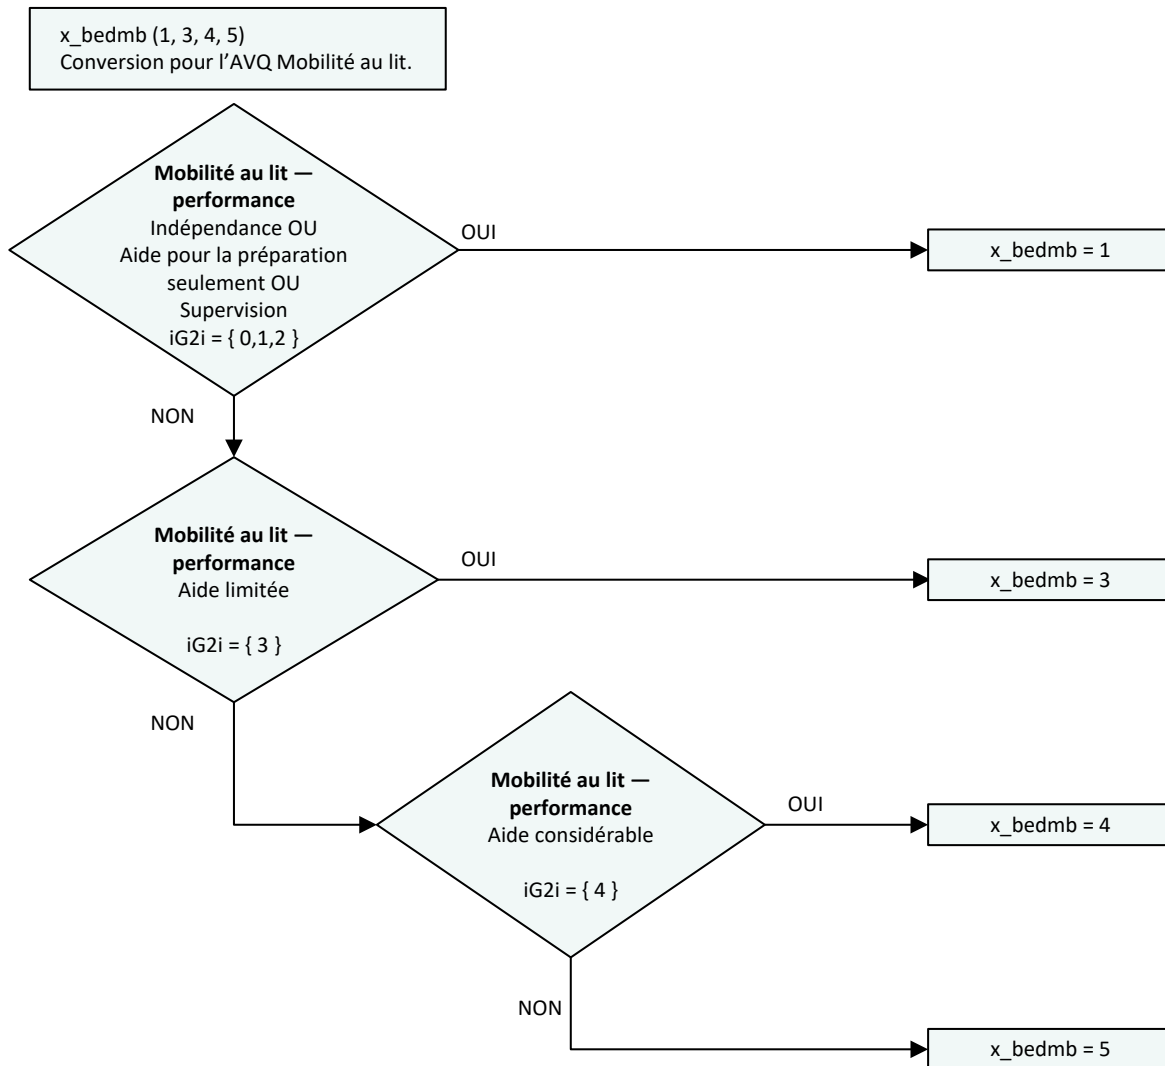 x_bedmb (1, 3, 4, 5)
Conversion pour l’AVQ Mobilité au lit.
Mobilité au lit —
performance
Indépendance OU
Aide pour la préparation
seulement OU
Supervision
iG2i = { 0,1,2 }
OUI
x_bedmb = 1
NON
Mobilité au lit —
performance
Aide limitée
iG2i = { 3 }
OUI
x_bedmb = 3
NON
Mobilité au lit —
performance
Aide considérable
iG2i = { 4 }
OUI
x_bedmb = 4
NON
x_bedmb = 5